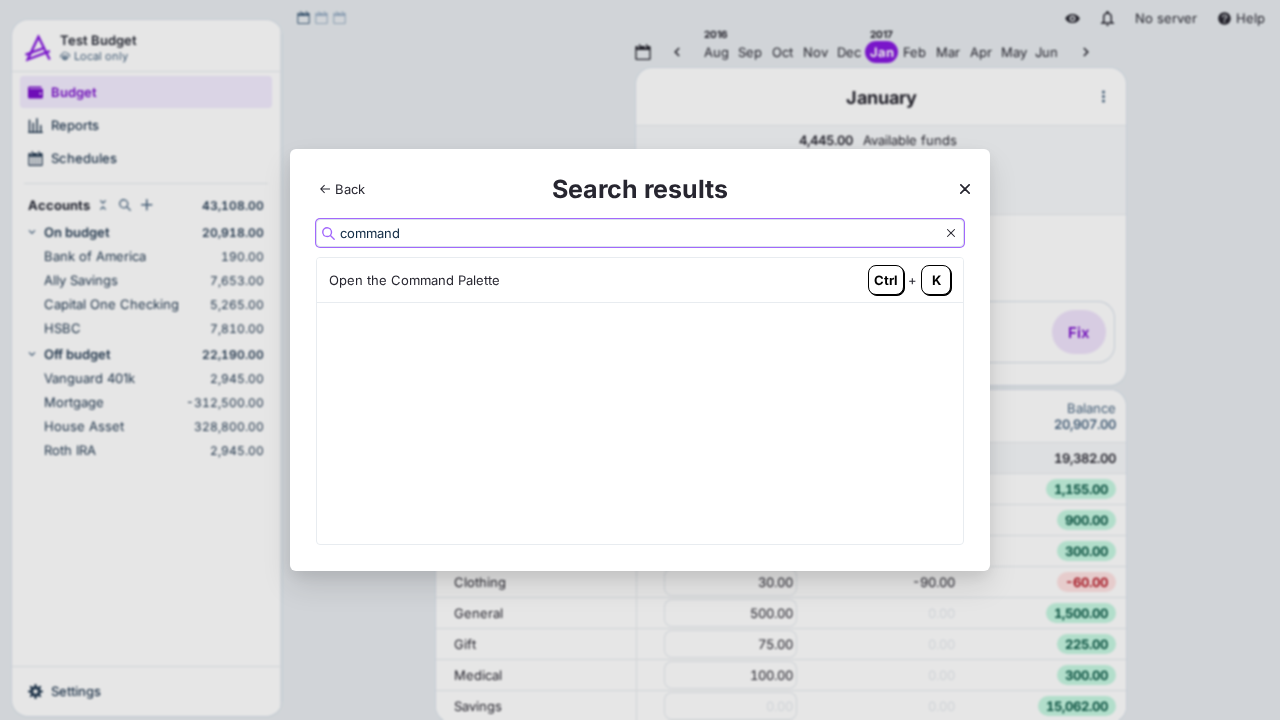 Test Budget
Local only
Budget
Reports
Schedules
Accounts 43,108.00
On budget 20,918.00
Bank of America 190.00
Ally Savings 7,653.00
Capital One Checking 5,265.00
HSBC 7,810.00
Off budget 22,190.00
Vanguard 401k 2,945.00
Mortgage -312,500.00
House Asset 328,800.00
Roth IRA 2,945.00
Settings
No server
Help
2016 2017
Aug Sep Oct Nov Dec Jan Feb Mar Apr May Jun
January
4,445.00 Available funds
Back
Search results
command
Open the Command Palette Ctrl + K
Fix
Balance
20,907.00
19,382.00
1,155.00
900.00
300.00
Clothing 30.00 -90.00 -60.00
General 500.00 0.00 1,500.00
Gift 75.00 0.00 225.00
Medical 100.00 0.00 300.00
Savings 0.00 0.00 15,062.00